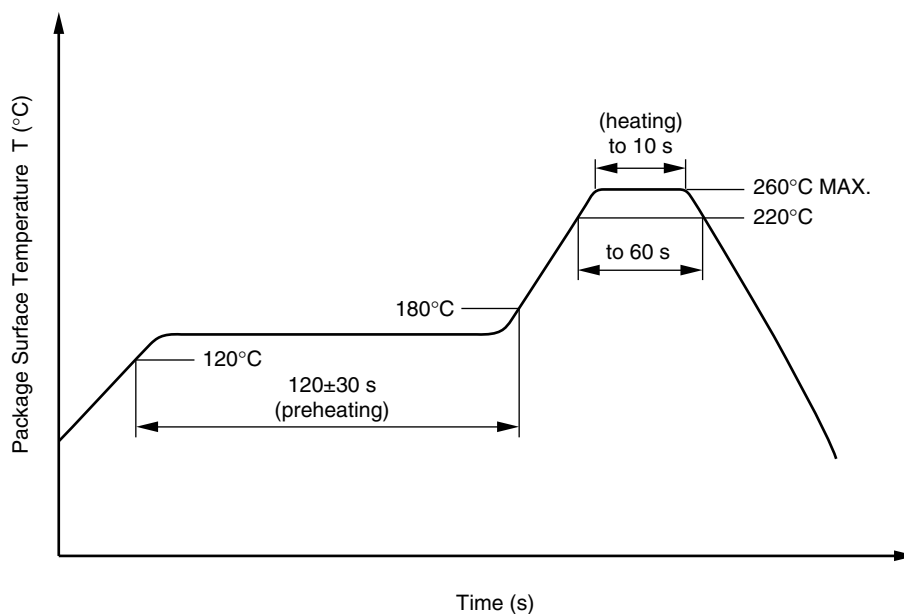 Package Surface Temperature T (°C)
(heating)
to 10 s
260°C MAX.
220°C
to 60 s
180°C
120°C
120±30 s
(preheating)
Time (s)